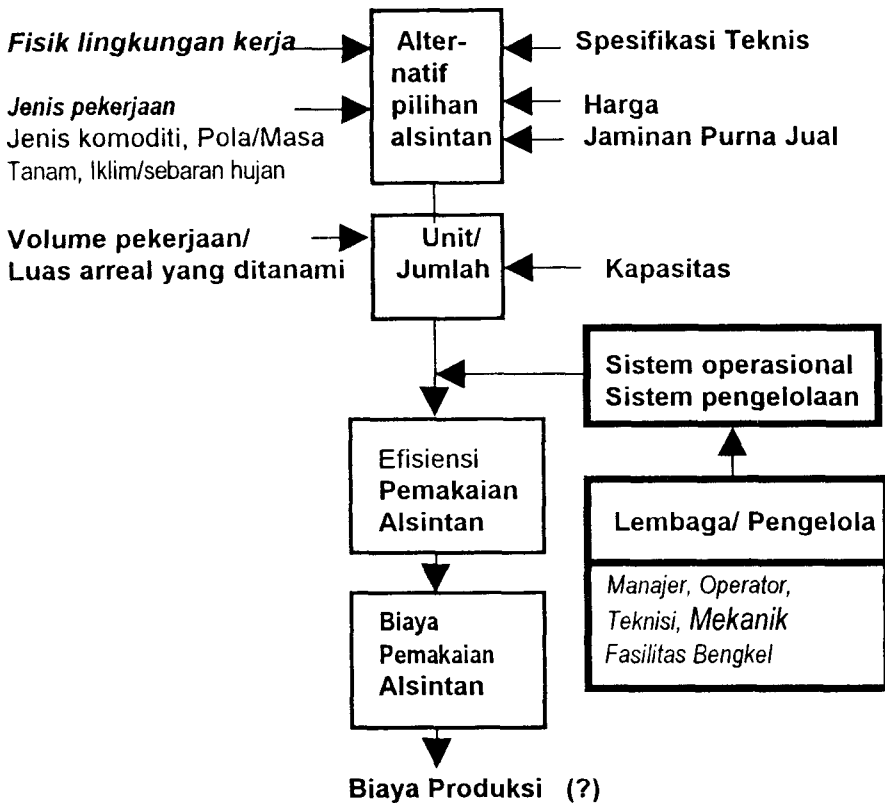 Fisik lingkungan kerja
Jenis pekerjaan
Jenis komoditi, Pola/Masa
Tanam, Iklim/sebaran hujan
Alter-
natif
pilihan
alsintan
Spesifikasi Teknis
Harga
Jaminan Purna Jual
Volume pekerjaan/
Luas arreal yang ditanami
Unit/
Jumlah
Kapasitas
Sistem operasional
Sistem pengelolaan
Efisiensi
Pemakaian
Alsintan
Lembaga/ Pengelola
Manajer, Operator,
Teknisi, Mekanik
Fasilitas Bengkel
Biaya
Pemakaian
Alsintan
Biaya Produksi (?)